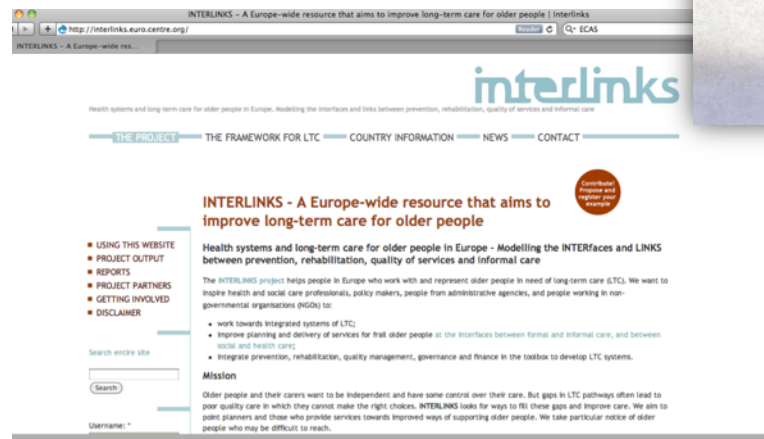 INTERLINKS – A Europe-wide resource that aims to improve long-term care for older people | Interlinks
http://interlinks.euro.centre.org/
Reader
ECAS
INTERLINKS – A Europe-wide res...
interlinks
Health systems and long-term care for older people in Europe. Modelling the interfaces and links between prevention, rehabilitation, quality of services and informal care
THE PROJECT THE FRAMEWORK FOR LTC COUNTRY INFORMATION NEWS CONTACT
Contribute!
Propose and
register your
example
INTERLINKS - A Europe-wide resource that aims to
improve long-term care for older people
USING THIS WEBSITE
PROJECT OUTPUT
REPORTS
PROJECT PARTNERS
GETTING INVOLVED
DISCLAIMER
Search entire site
Search
Username: *
Health systems and long-term care for older people in Europe - Modelling the INTERfaces and LINKS
between prevention, rehabilitation, quality of services and informal care
The INTERLINKS project helps people in Europe who work with and represent older people in need of long-term care (LTC). We want to
inspire health and social care professionals, policy makers, people from administrative agencies, and people working in non-
governmental organisations (NGOs) to:
work towards integrated systems of LTC;
improve planning and delivery of services for frail older people at the interfaces between formal and informal care, and between
social and health care;
integrate prevention, rehabilitation, quality management, governance and finance in the toolbox to develop LTC systems.
Mission
Older people and their carers want to be independent and have some control over their care. But gaps in LTC pathways often lead to
poor quality care in which they cannot make the right choices. INTERLINKS looks for ways to fill these gaps and improve care. We aim to
point planners and those who provide services towards improved ways of supporting older people. We take particular notice of older
people who may be difficult to reach.